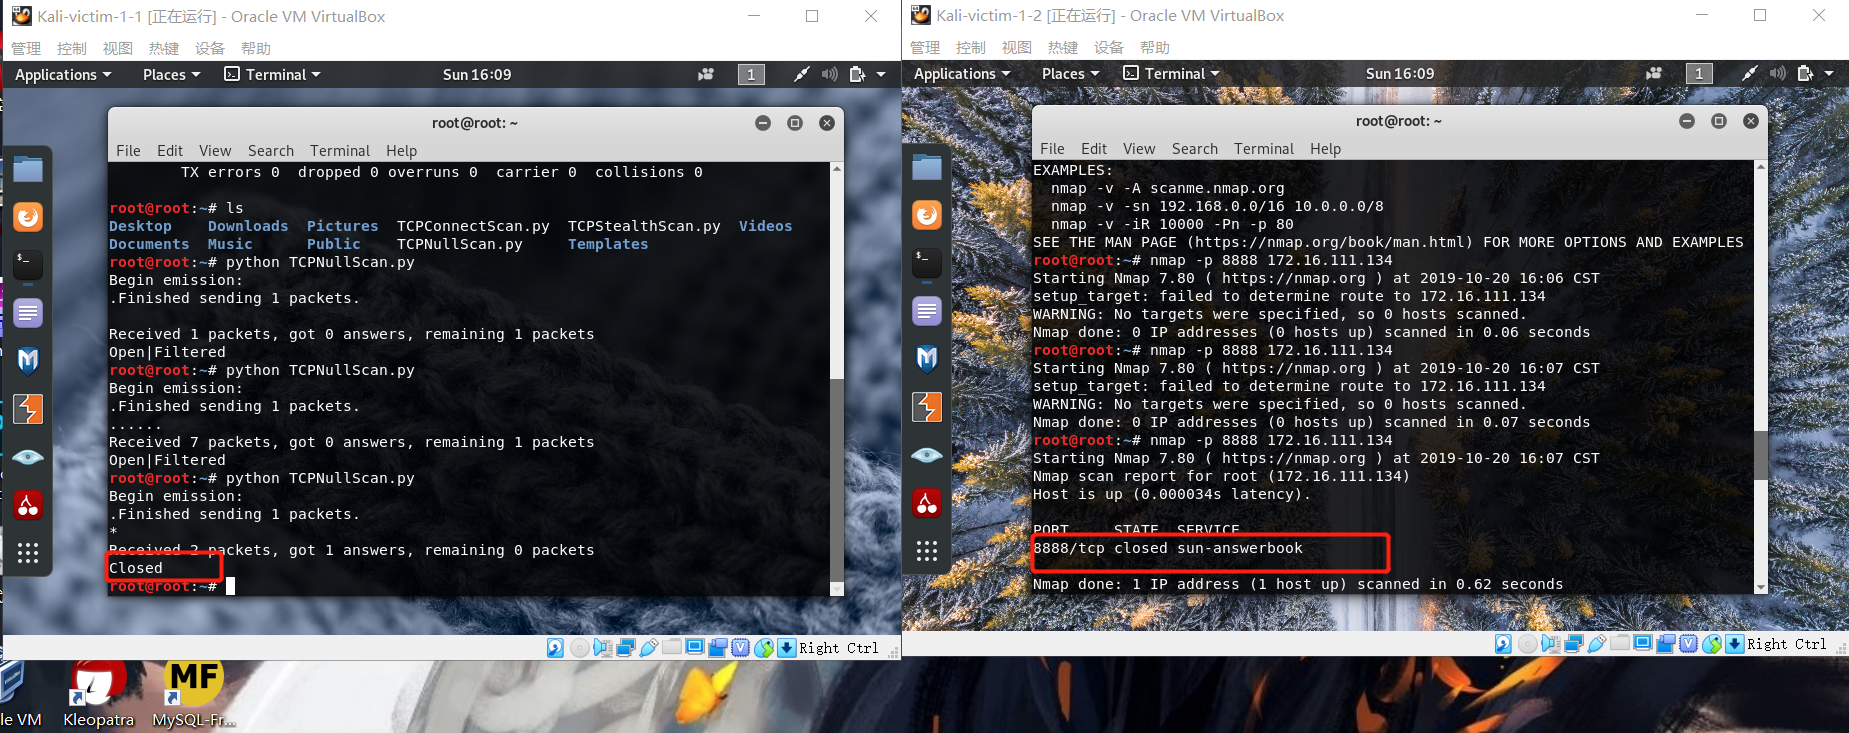 Kali-victim-1-1 [正在运行] - Oracle VM VirtualBox
管理 控制 视图 热键 设备 帮助
Applications Places Terminal Sun 16:09 1
root@root: ~
File Edit View Search Terminal Help
TX errors 0 dropped 0 overruns 0 carrier 0 collisions 0
root@root:~# ls
Desktop Downloads Pictures TCPConnectScan.py TCPStealthScan.py Videos
Documents Music Public TCPNullScan.py Templates
root@root:~# python TCPNullScan.py
Begin emission:
.Finished sending 1 packets.
Received 1 packets, got 0 answers, remaining 1 packets
Open|Filtered
root@root:~# python TCPNullScan.py
Begin emission:
.Finished sending 1 packets.
......
Received 7 packets, got 0 answers, remaining 1 packets
Open|Filtered
root@root:~# python TCPNullScan.py
Begin emission:
.Finished sending 1 packets.
*
Received 2 packets, got 1 answers, remaining 0 packets
Closed
root@root:~#
Right Ctrl
Kali-victim-1-2 [正在运行] - Oracle VM VirtualBox
管理 控制 视图 热键 设备 帮助
Applications Places Terminal Sun 16:09 1
root@root: ~
File Edit View Search Terminal Help
EXAMPLES:
nmap -v -A scanme.nmap.org
nmap -v -sn 192.168.0.0/16 10.0.0.0/8
nmap -v -iR 10000 -Pn -p 80
SEE THE MAN PAGE (https://nmap.org/book/man.html) FOR MORE OPTIONS AND EXAMPLES
root@root:~# nmap -p 8888 172.16.111.134
Starting Nmap 7.80 ( https://nmap.org ) at 2019-10-20 16:06 CST
setup_target: failed to determine route to 172.16.111.134
WARNING: No targets were specified, so 0 hosts scanned.
Nmap done: 0 IP addresses (0 hosts up) scanned in 0.06 seconds
root@root:~# nmap -p 8888 172.16.111.134
Starting Nmap 7.80 ( https://nmap.org ) at 2019-10-20 16:07 CST
setup_target: failed to determine route to 172.16.111.134
WARNING: No targets were specified, so 0 hosts scanned.
Nmap done: 0 IP addresses (0 hosts up) scanned in 0.07 seconds
root@root:~# nmap -p 8888 172.16.111.134
Starting Nmap 7.80 ( https://nmap.org ) at 2019-10-20 16:07 CST
Nmap scan report for root (172.16.111.134)
Host is up (0.000034s latency).
PORT STATE SERVICE
8888/tcp closed sun-answerbook
Nmap done: 1 IP address (1 host up) scanned in 0.62 seconds
Right Ctrl
MF
le VM Kleopatra MySQL-Fr...